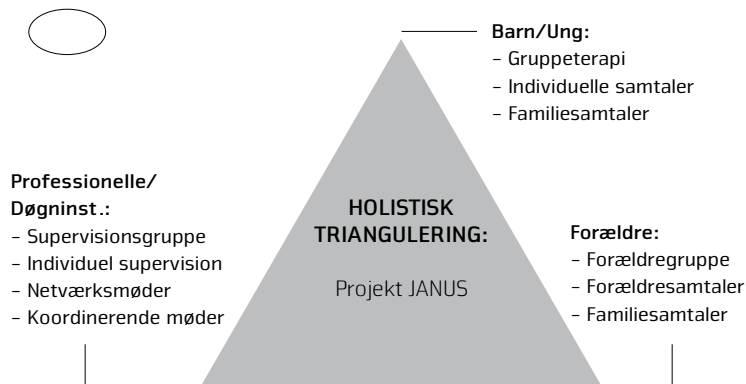 Barn/Ung:
– Gruppeterapi
– Individuelle samtaler
– Familiesamtaler
Professionelle/
Døgninst.:
– Supervisionsgruppe
– Individuel supervision
– Netværksmøder
– Koordinerende møder
HOLISTISK
TRIANGULERING:
Projekt JANUS
Forældre:
– Forældregruppe
– Forældresamtaler
– Familiesamtaler